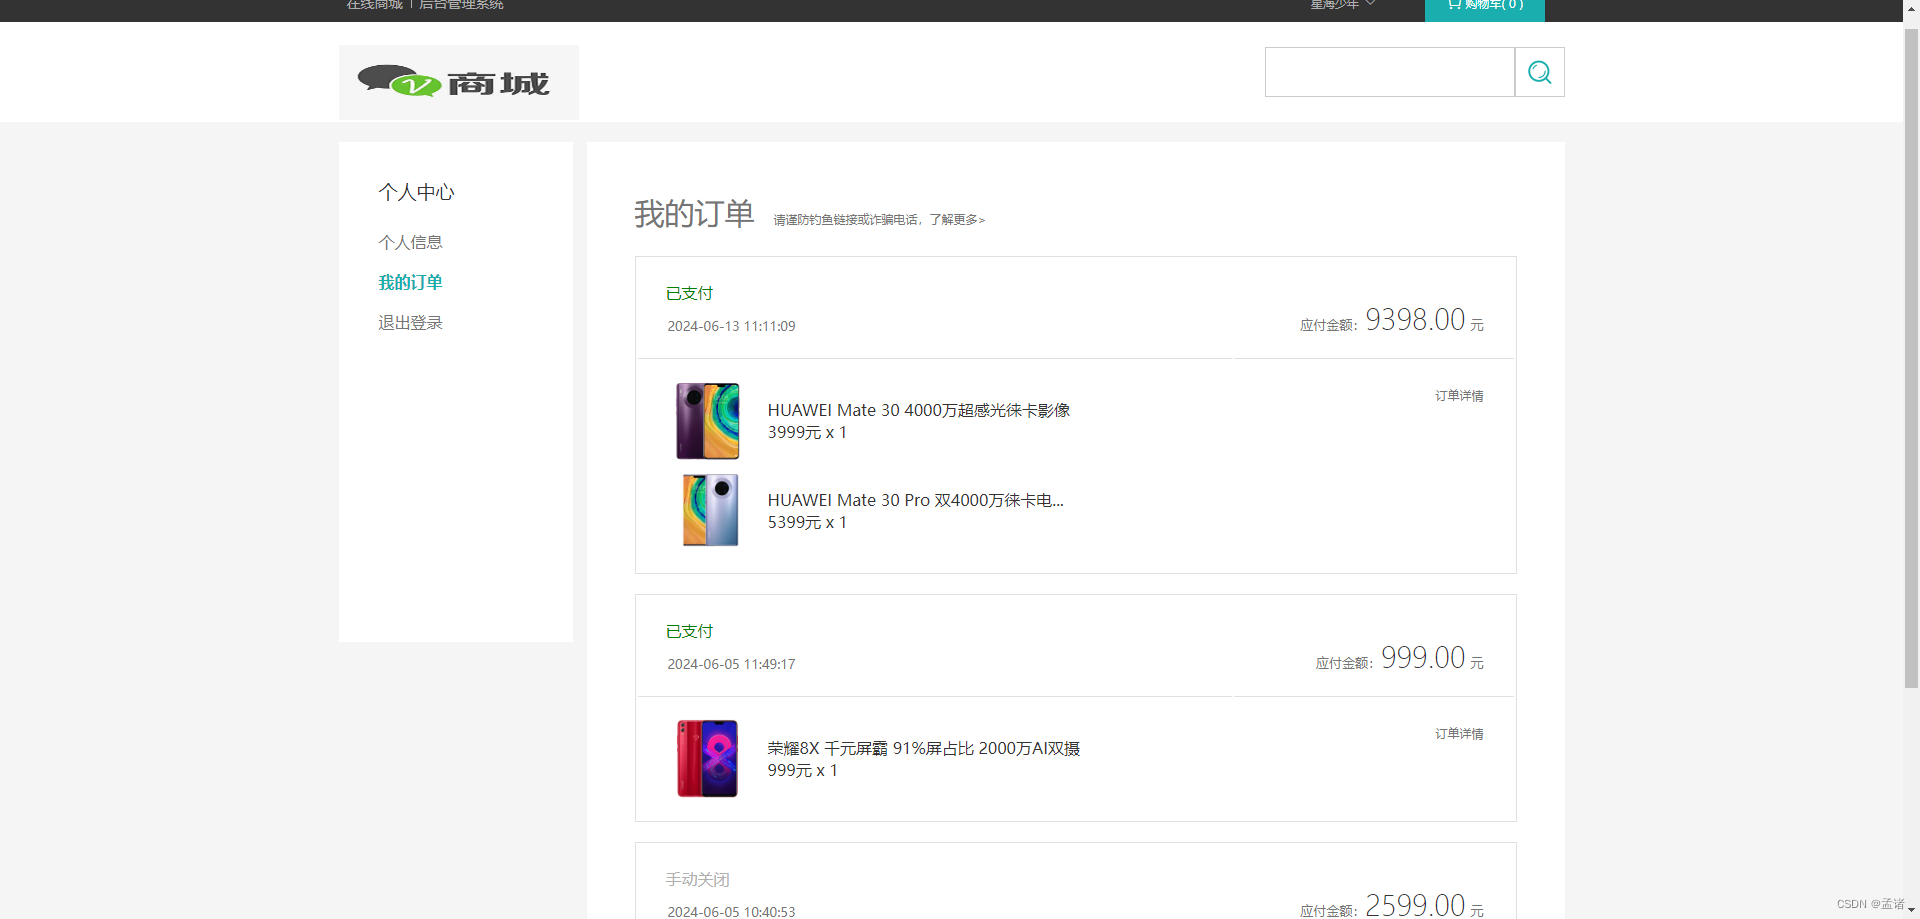 在线商城 | 后台管理系统
星海少年
购物车( 0 )
V商城
个人中心
个人信息
我的订单
退出登录
我的订单 请谨防钓鱼链接或诈骗电话，了解更多>
已支付
2024-06-13 11:11:09
应付金额：9398.00 元
订单详情
HUAWEI Mate 30 4000万超感光徕卡影像
3999元 x 1
HUAWEI Mate 30 Pro 双4000万徕卡电...
5399元 x 1
已支付
2024-06-05 11:49:17
应付金额：999.00 元
订单详情
荣耀8X 千元屏霸 91%屏占比 2000万AI双摄
999元 x 1
手动关闭
2024-06-05 10:40:53
应付金额：2599.00 元
CSDN @孟诸